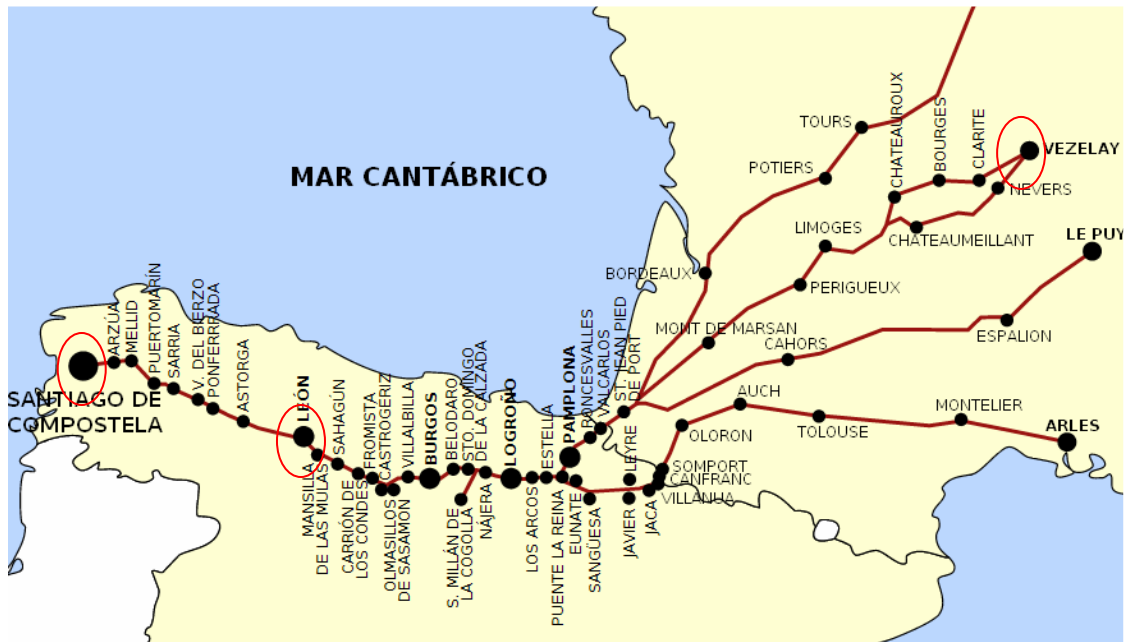 TOURS
CHATEAUROUX
BOURGES
CLARITE
VEZELAY
POTIERS
NEVERS
MAR CANTÁBRICO
LIMOGES
CHÂTEAUMEILLANT
LE PUY
BORDEAUX
PERIGUEUX
MONT DE MARSAN
CAHORS
ESPALION
SANTIAGO DE
COMPOSTELA
ARZÚA
MELLID
PUERTOMARÍN
SARRIA
V. DEL BIERZO
PONFERRADA
ASTORGA
LEÓN
MANSILLA
DE LAS MULAS
SAHAGÚN
CARRIÓN DE
LOS CONDES
FROMISTA
CASTROGERIZ
OLMASILLOS
DE SASAMON
VILLALBILLA
BURGOS
BELODARO
STO. DOMINGO
DE LA CALZADA
S. MILLÁN DE
LA COGOLLA
NÁJERA
LOGROÑO
LOS ARCOS
ESTELLA
PUENTE LA REINA
PAMPLONA
EUNATE
SANGÜESA
RONCESVALLES
VALCARLOS
ST. JEAN PIED
DE PORT
LEYRE
JAVIER
JACA
VILLANUA
CANFRANC
SOMPORT
OLORON
AUCH
TOLOUSE
MONTELIER
ARLES